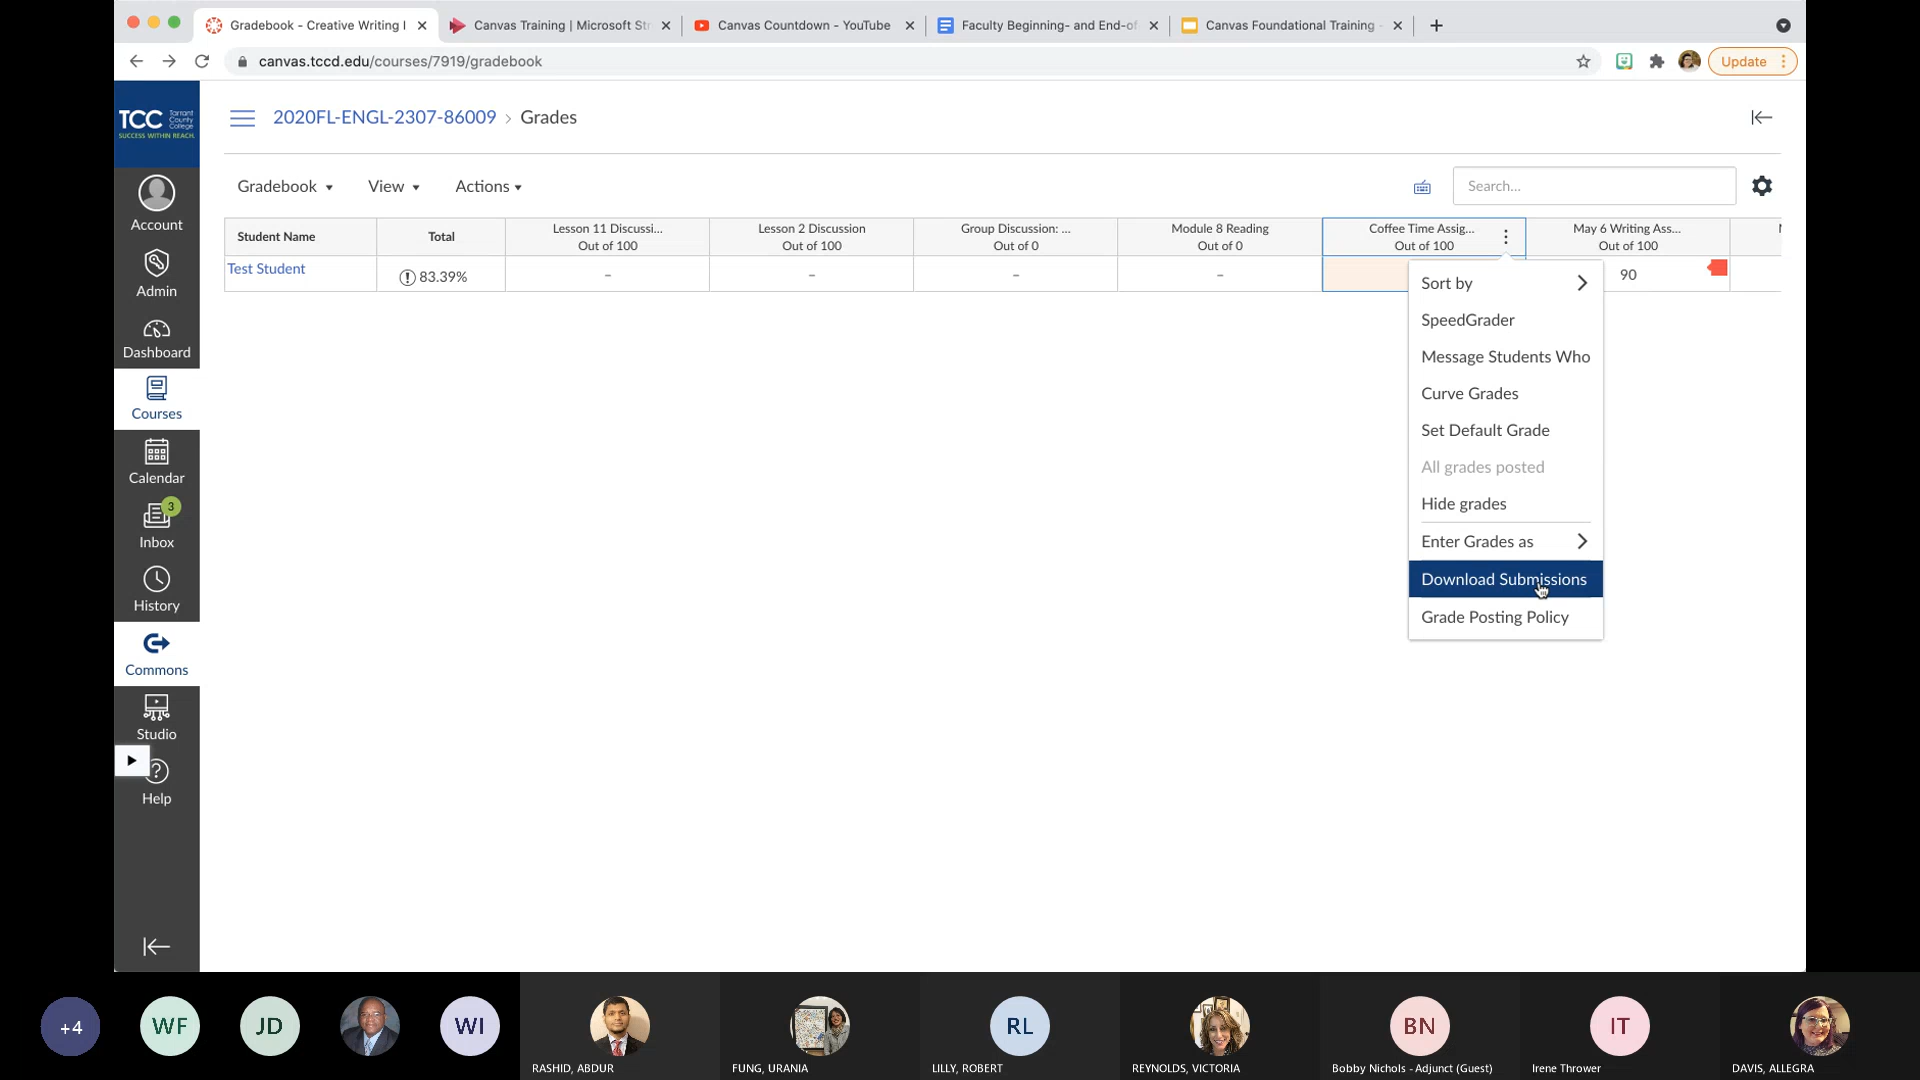 Gradebook - Creative Writing I
Canvas Training | Microsoft Str
Canvas Countdown - YouTube
Faculty Beginning- and End-of
Canvas Foundational Training -
canvas.tccd.edu/courses/7919/gradebook
Update
TCC Tarrant County College
SUCCESS WITHIN REACH.
2020FL-ENGL-2307-86009 › Grades
Gradebook
View
Actions
Search...
Student Name
Total
Lesson 11 Discussi...
Out of 100
Lesson 2 Discussion
Out of 100
Group Discussion: ...
Out of 0
Module 8 Reading
Out of 0
Coffee Time Assig...
Out of 100
May 6 Writing Ass...
Out of 100
Test Student
83.39%
–
–
–
–
90
Sort by
SpeedGrader
Message Students Who
Curve Grades
Set Default Grade
All grades posted
Hide grades
Enter Grades as
Download Submissions
Grade Posting Policy
Account
Admin
Dashboard
Courses
Calendar
3
Inbox
History
Commons
Studio
Help
+4
WF
JD
WI
RL
BN
IT
RASHID, ABDUR
FUNG, URANIA
LILLY, ROBERT
REYNOLDS, VICTORIA
Bobby Nichols - Adjunct (Guest)
Irene Thrower
DAVIS, ALLEGRA